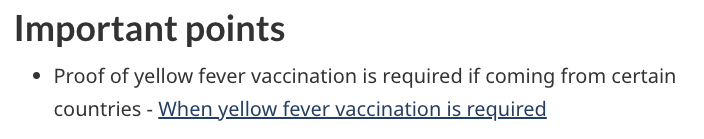 Important points
• Proof of yellow fever vaccination is required if coming from certain
countries - When yellow fever vaccination is required